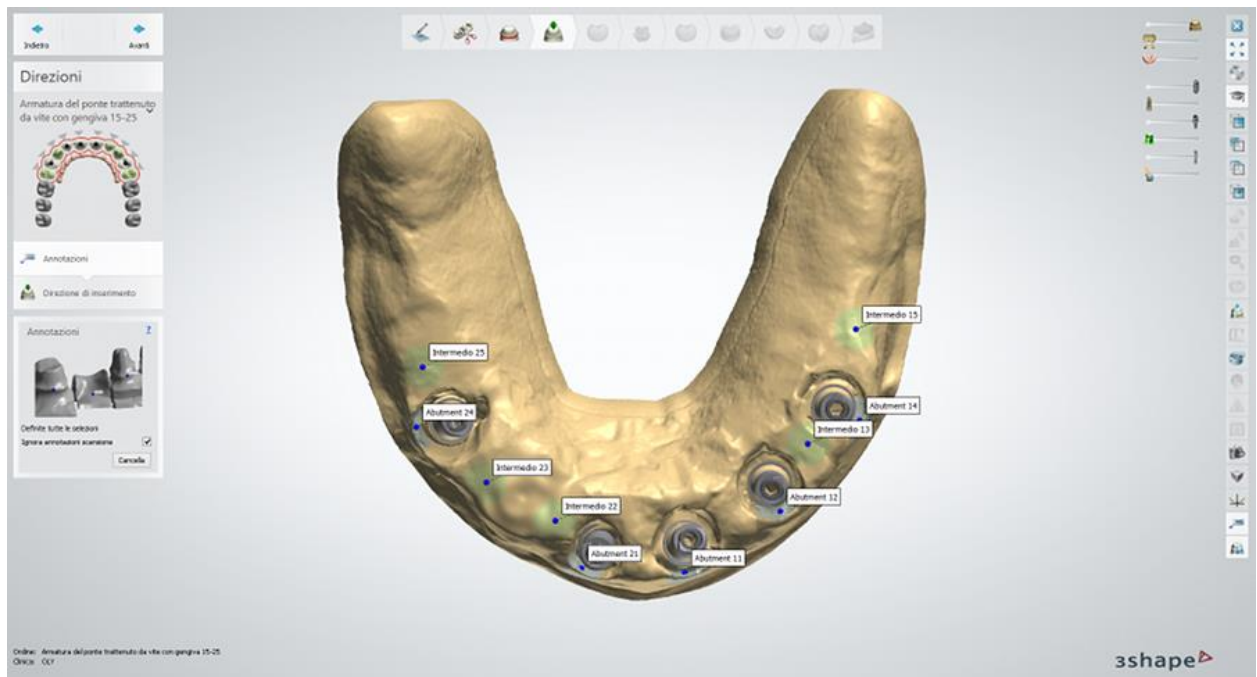 Indietro
Avanti
Direzioni
Armatura del ponte trattenuto
da vite con gengiva 15-25
Annotazioni
Direzione di inserimento
Annotazioni
?
Definite tutte le selezioni
Ignora annotazioni scansione
Cancella
Intermedio 15
Intermedio 25
Abutment 14
Abutment 24
Intermedio 13
Intermedio 23
Abutment 12
Intermedio 22
Abutment 21
Abutment 11
Ordine: Armatura del ponte trattenuto da vite con gengiva 15-25
Clinica: OLY
3shape